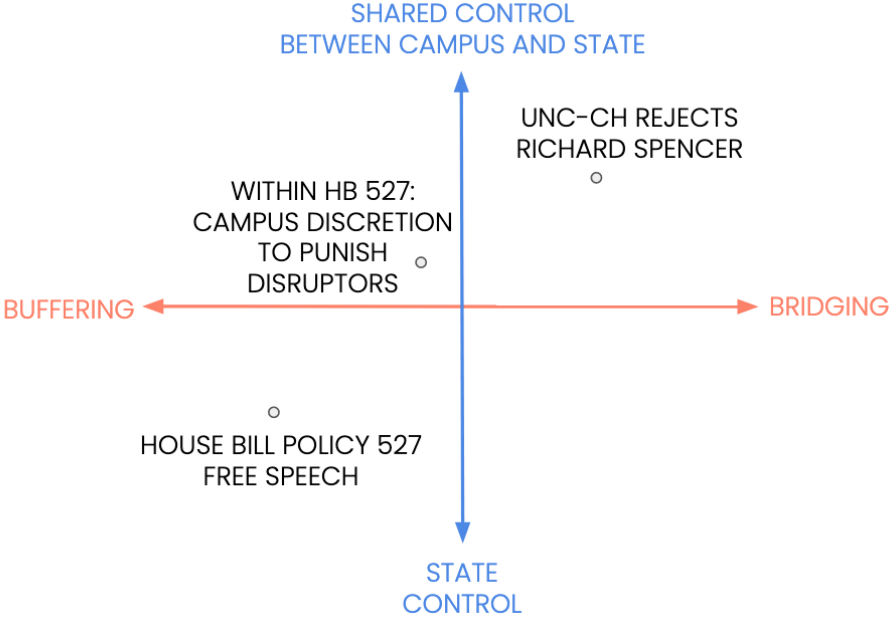 SHARED CONTROL
BETWEEN CAMPUS AND STATE
UNC-CH REJECTS
RICHARD SPENCER
WITHIN HB 527:
CAMPUS DISCRETION
TO PUNISH
DISRUPTORS
BUFFERING
BRIDGING
HOUSE BILL POLICY 527
FREE SPEECH
STATE
CONTROL